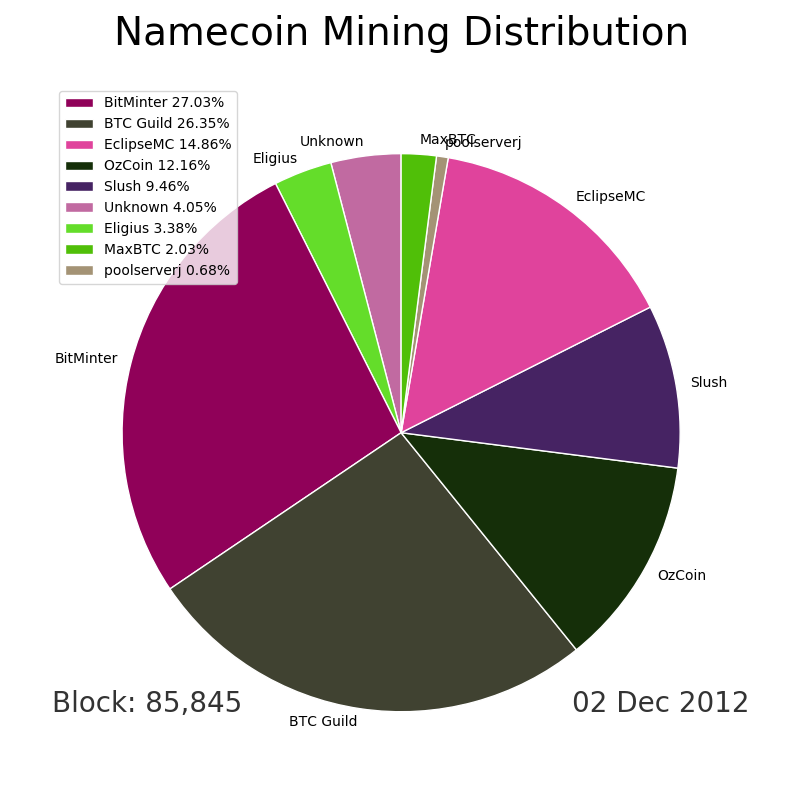 Namecoin Mining Distribution
BitMinter 27.03%
BTC Guild 26.35%
EclipseMC 14.86%
OzCoin 12.16%
Slush 9.46%
Unknown 4.05%
Eligius 3.38%
MaxBTC 2.03%
poolserverj 0.68%
MaxBTC
poolserverj
Unknown
Eligius
EclipseMC
BitMinter
Slush
OzCoin
BTC Guild
Block: 85,845
02 Dec 2012